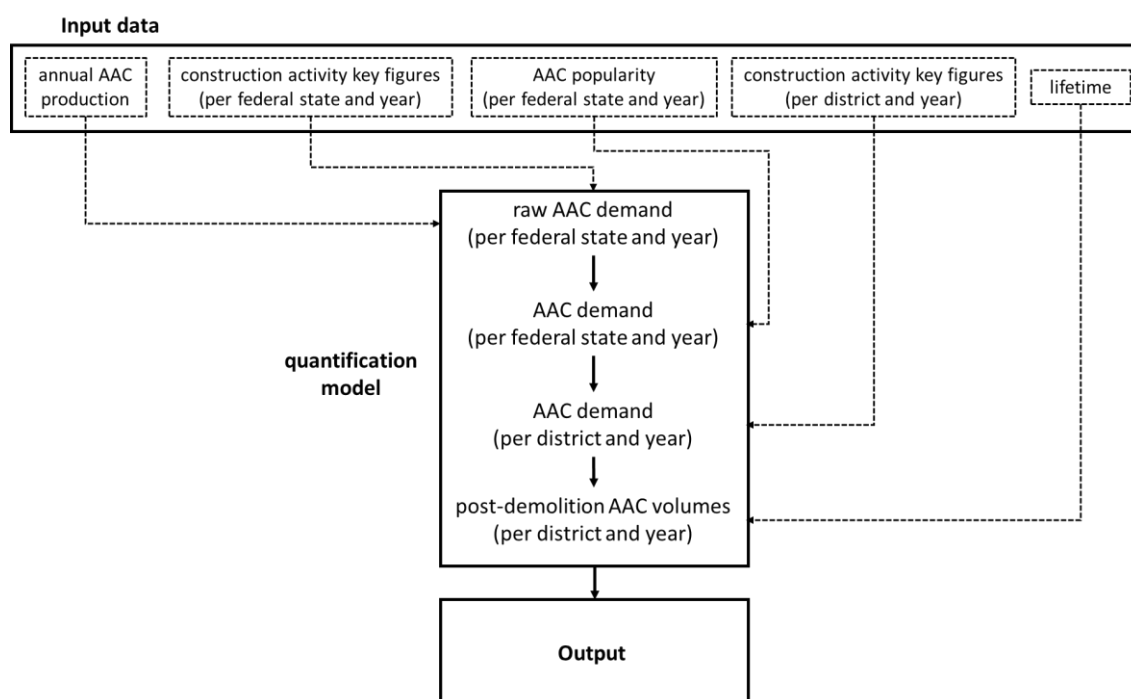 Input data
annual AAC
production
construction activity key figures
(per federal state and year)
AAC popularity
(per federal state and year)
construction activity key figures
(per district and year)
lifetime
raw AAC demand
(per federal state and year)
AAC demand
(per federal state and year)
quantification
model
AAC demand
(per district and year)
post-demolition AAC volumes
(per district and year)
Output